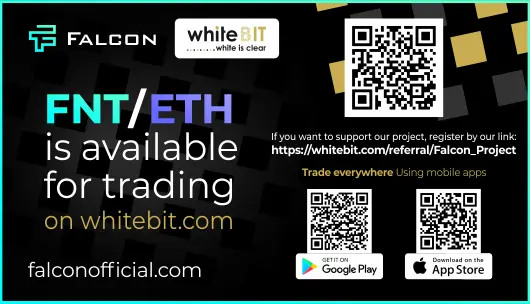 FALCON
whiteBIT
white is clear
FNT/ETH
is available
for trading
on whitebit.com
falconofficial.com
If you want to support our project, register by our link:
https://whitebit.com/referral/Falcon_Project
Trade everywhere Using mobile apps
GET IT ON
Google Play
Download on the
App Store